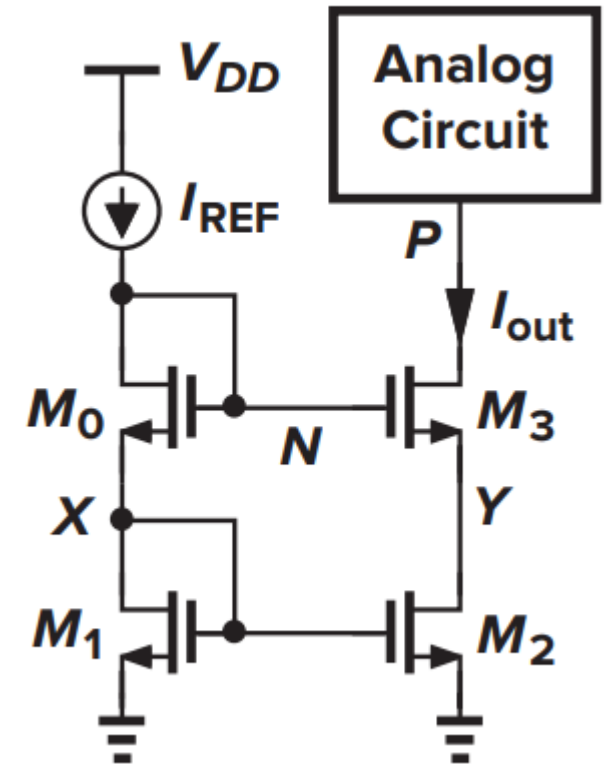 V_DD
Analog
Circuit
I_REF
P
I_out
M_0
N
M_3
X
Y
M_1
M_2